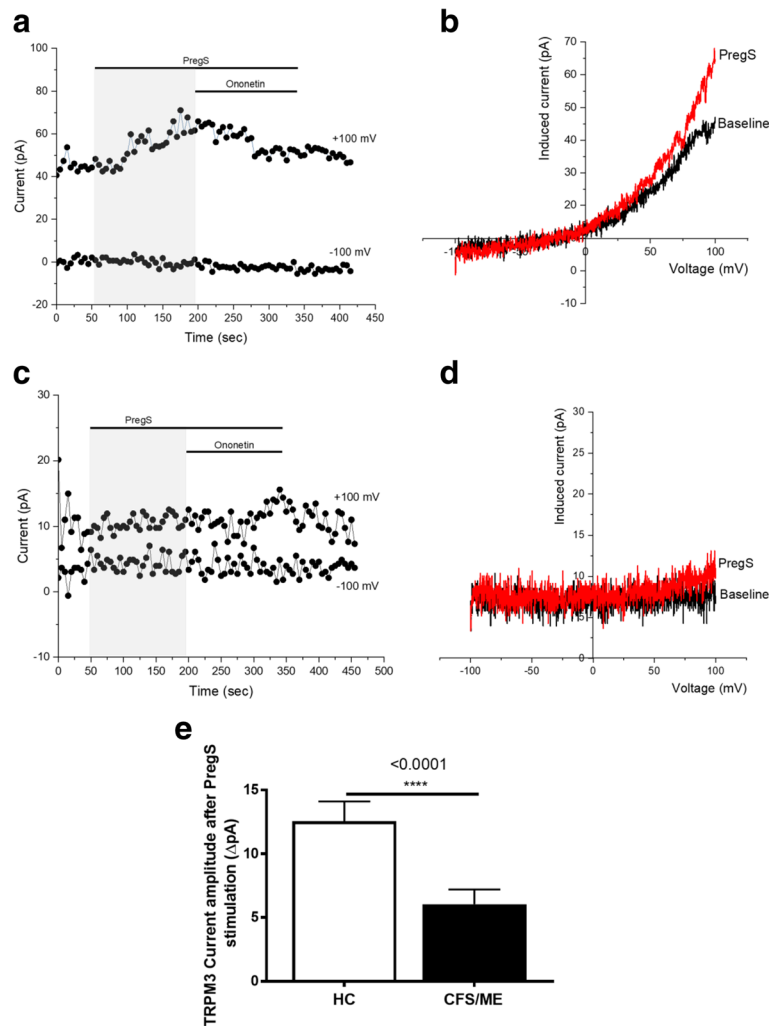 a
PregS
Ononetin
+100 mV
-100 mV
Current (pA)
100
80
60
40
20
0
-20
0 50 100 150 200 250 300 350 400 450
Time (sec)
b
PregS
Baseline
Induced current (pA)
70
60
50
40
30
20
10
0
-10
-100 -50 0 50 100
Voltage (mV)
c
PregS
Ononetin
+100 mV
-100 mV
Current (pA)
30
20
10
0
-10
0 50 100 150 200 250 300 350 400 450 500
Time (sec)
d
Induced current (pA)
30
25
20
15
10
5
0
PregS
Baseline
-100 -50 0 50 100
Voltage (mV)
e
<0.0001
****
TRPM3 Current amplitude after PregS
stimulation (ΔpA)
15
10
5
0
HC CFS/ME